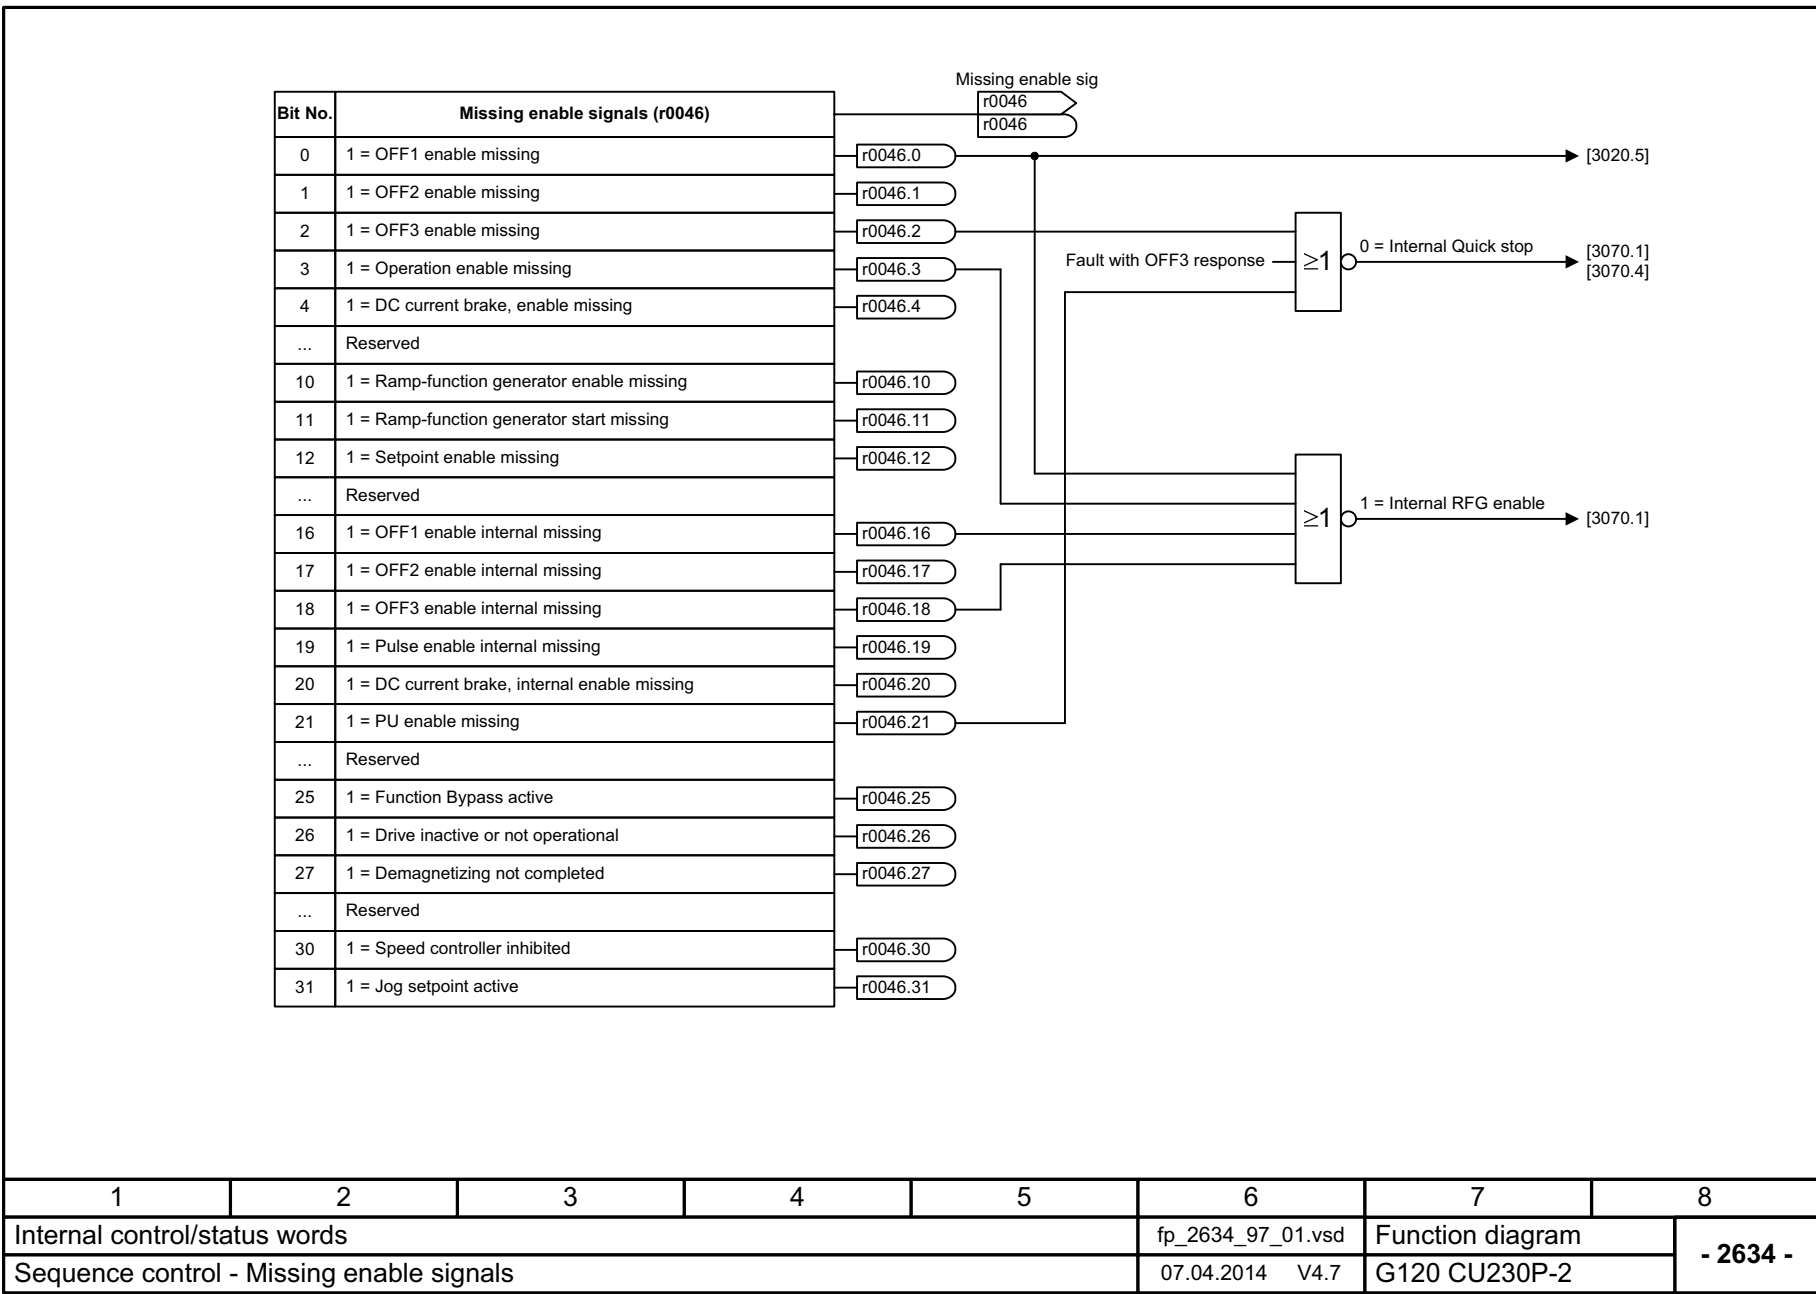 Missing enable sig
r0046
r0046
Bit No. Missing enable signals (r0046)
0 1 = OFF1 enable missing r0046.0 [3020.5]
1 1 = OFF2 enable missing r0046.1
2 1 = OFF3 enable missing r0046.2
0 = Internal Quick stop [3070.1]
3 1 = Operation enable missing r0046.3 Fault with OFF3 response ≥1 [3070.4]
4 1 = DC current brake, enable missing r0046.4
... Reserved
10 1 = Ramp-function generator enable missing r0046.10
11 1 = Ramp-function generator start missing r0046.11
12 1 = Setpoint enable missing r0046.12
... Reserved
1 = Internal RFG enable
≥1 [3070.1]
16 1 = OFF1 enable internal missing r0046.16
17 1 = OFF2 enable internal missing r0046.17
18 1 = OFF3 enable internal missing r0046.18
19 1 = Pulse enable internal missing r0046.19
20 1 = DC current brake, internal enable missing r0046.20
21 1 = PU enable missing r0046.21
... Reserved
25 1 = Function Bypass active r0046.25
26 1 = Drive inactive or not operational r0046.26
27 1 = Demagnetizing not completed r0046.27
... Reserved
30 1 = Speed controller inhibited r0046.30
31 1 = Jog setpoint active r0046.31
1 2 3 4 5 6 7 8
Internal control/status words fp_2634_97_01.vsd Function diagram
- 2634 -
Sequence control - Missing enable signals 07.04.2014 V4.7 G120 CU230P-2